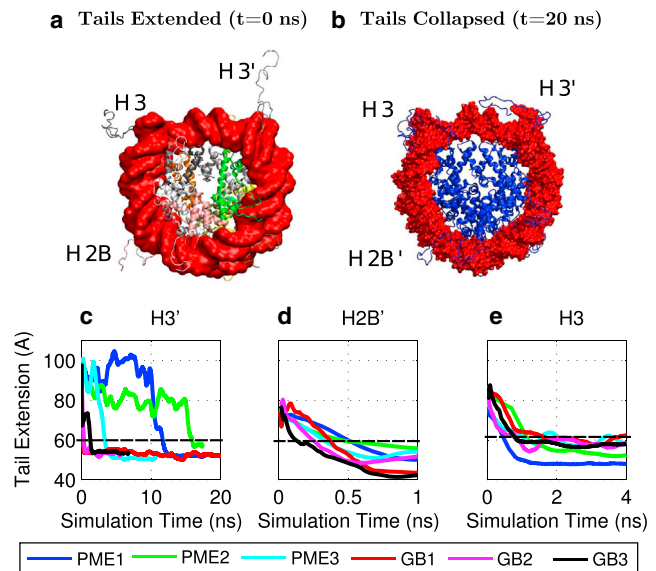 a Tails Extended (t=0 ns)
b Tails Collapsed (t=20 ns)
H3'
H3
H2B
H3'
H3
H2B'
c H3'
d H2B'
e H3
Tail Extension (A)
100
80
60
40
0 10 20
0 0.5 1
0 2 4
Simulation Time (ns)
Simulation Time (ns)
Simulation Time (ns)
PME1 PME2 PME3 GB1 GB2 GB3